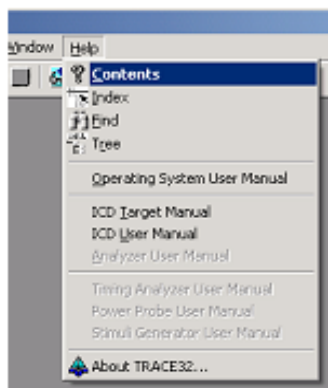 Window Help
Contents
Index
Find
Tree
Operating System User Manual
ICD Target Manual
ICD User Manual
Analyzer User Manual
Timing Analyzer User Manual
Power Probe User Manual
Stimuli Generator User Manual
About TRACE32...